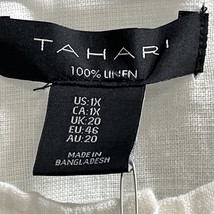 TAHARI
100% LINEN
US: 1X
CA: 1X
UK: 20
EU: 46
AU: 20
MADE IN
BANGLADESH